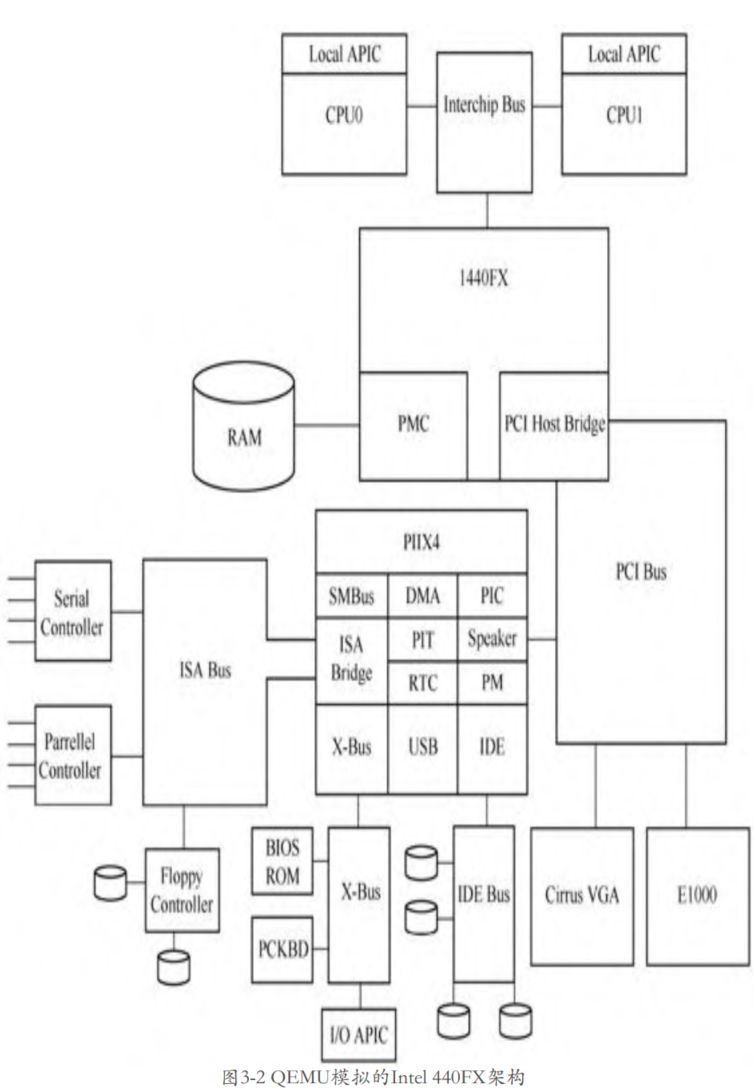 Local APIC
CPU0
Interchip Bus
Local APIC
CPU1
1440FX
RAM
PMC
PCI Host Bridge
PCI Bus
PIIX4
SMBus
DMA
PIC
ISA
Bridge
PIT
Speaker
RTC
PM
X-Bus
USB
IDE
Serial
Controller
ISA Bus
Parrellel
Controller
Floppy
Controller
BIOS
ROM
X-Bus
PCKBD
I/O APIC
IDE Bus
Cirrus VGA
E1000
图3-2 QEMU模拟的Intel 440FX架构